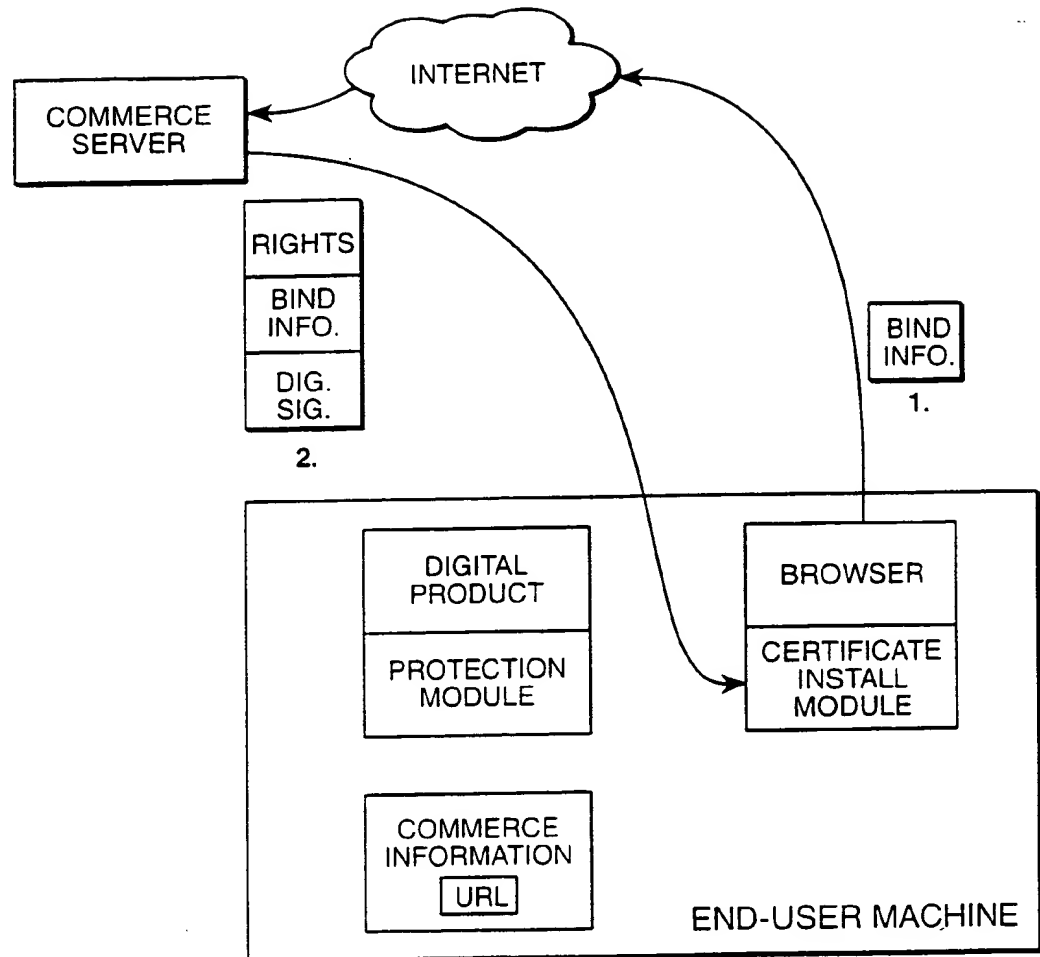 INTERNET
COMMERCE
SERVER
RIGHTS
BIND
INFO.
DIG.
SIG.
2.
BIND
INFO.
1.
DIGITAL
PRODUCT
PROTECTION
MODULE
BROWSER
CERTIFICATE
INSTALL
MODULE
COMMERCE
INFORMATION
URL
END-USER MACHINE